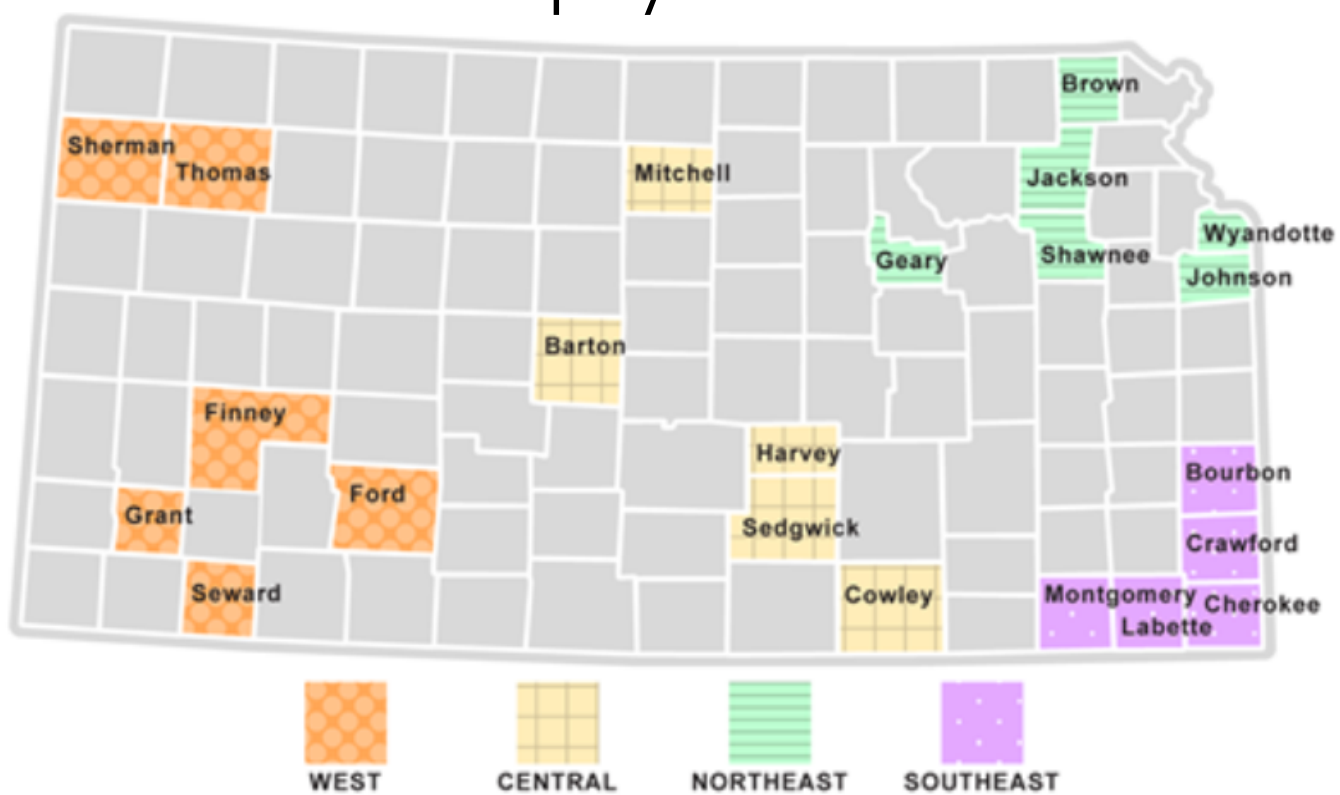 Brown
Sherman
Thomas
Mitchell
Jackson
Wyandotte
Geary
Shawnee
Johnson
Barton
Finney
Harvey
Bourbon
Ford
Grant
Sedgwick
Crawford
Seward
Cowley
Montgomery
Cherokee
Labette
WEST
CENTRAL
NORTHEAST
SOUTHEAST